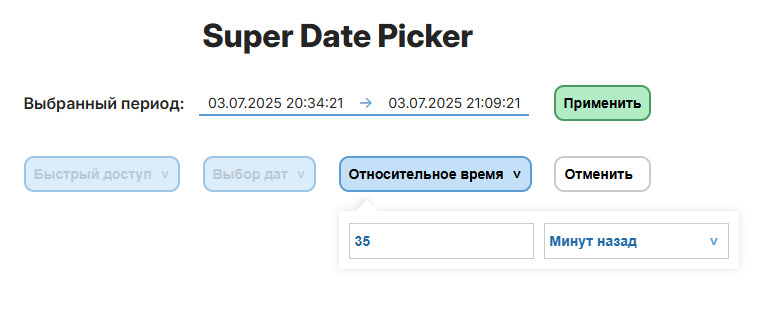 Super Date Picker
Выбранный период: 03.07.2025 20:34:21 → 03.07.2025 21:09:21 Применить
Быстрый доступ v Выбор дат v Относительное время v Отменить
35 Минут назад v